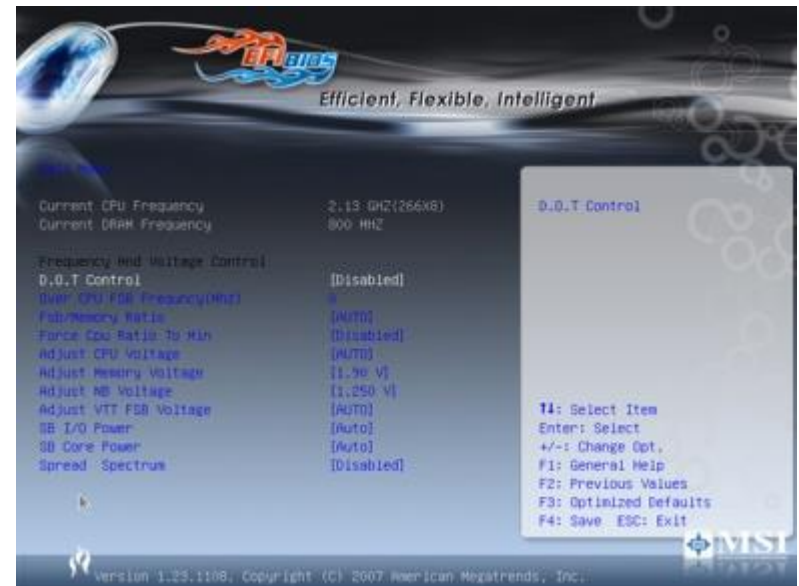 EFI BIOS
Efficient, Flexible, Intelligent
Current CPU Frequency 2.13 GHZ(266X8)
Current DRAM Frequency 800 MHZ
Frequency And Voltage Control
D.O.T Control [Disabled]
Over CPU FSB Frequncy(Mhz)
Fsb/Memory Ratio [AUTO]
Force Cpu Ratio To Min [Disabled]
Adjust CPU Voltage [AUTO]
Adjust Memory Voltage [1.90 V]
Adjust NB Voltage [1.250 V]
Adjust VTT FSB Voltage [AUTO]
SB I/O Power [Auto]
SB Core Power [Auto]
Spread Spectrum [Disabled]
D.O.T Control
↑↓: Select Item
Enter: Select
+/-: Change Opt.
F1: General Help
F2: Previous Values
F3: Optimized Defaults
F4: Save ESC: Exit
MSI
Version 1.23.1108. Copyright (C) 2007 American Megatrends, Inc.